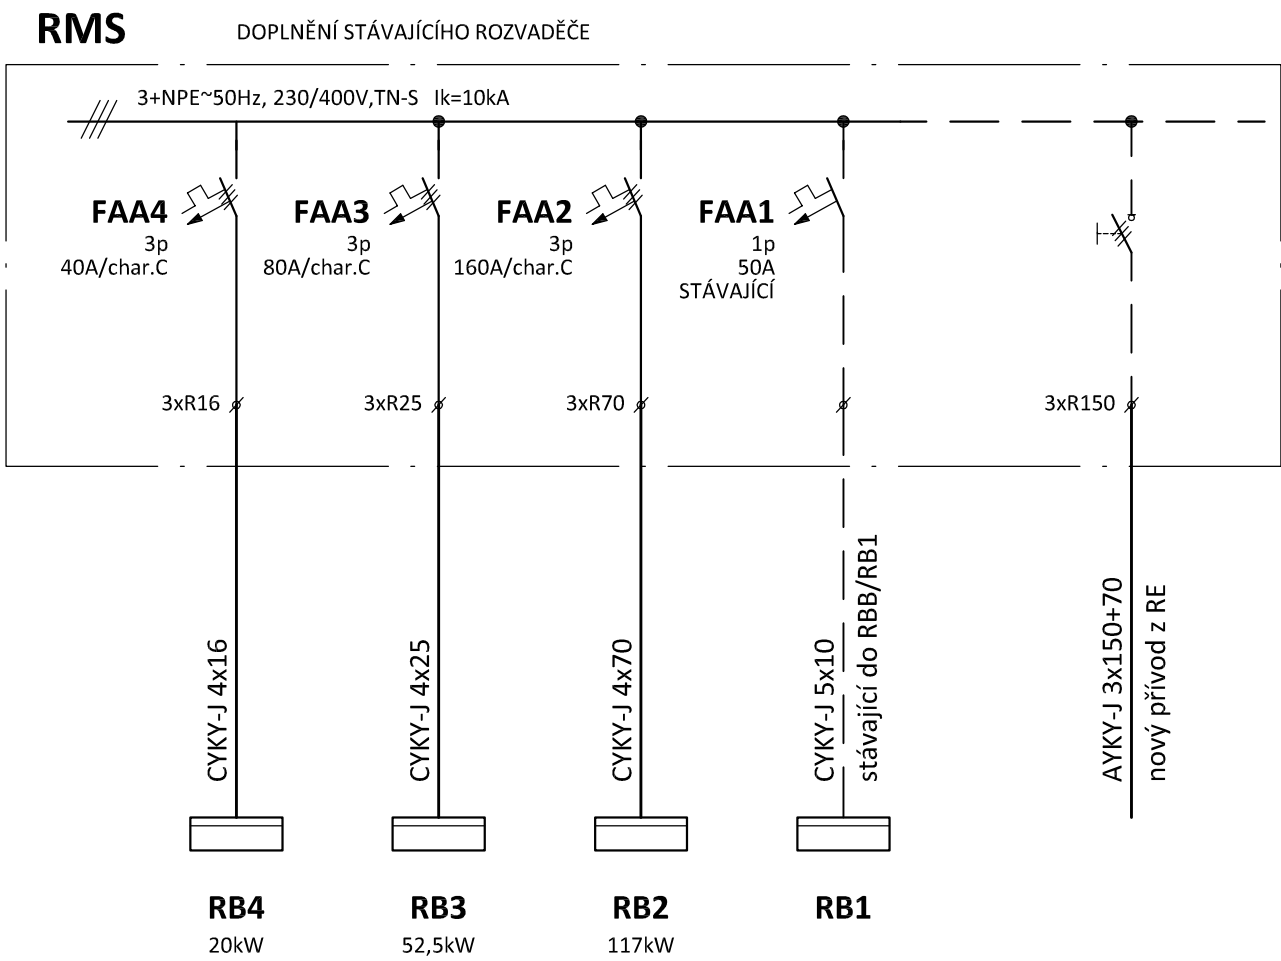 RMS
DOPLNĚNÍ STÁVAJÍCÍHO ROZVADĚČE
3+NPE~50Hz, 230/400V,TN-S Ik=10kA
FAA4
3p
40A/char.C
FAA3
3p
80A/char.C
FAA2
3p
160A/char.C
FAA1
1p
50A
STÁVAJÍCÍ
3xR16
3xR25
3xR70
3xR150
CYKY-J 4x16
CYKY-J 4x25
CYKY-J 4x70
CYKY-J 5x10
stávající do RBB/RB1
AYKY-J 3x150+70
nový přívod z RE
RB4
20kW
RB3
52,5kW
RB2
117kW
RB1